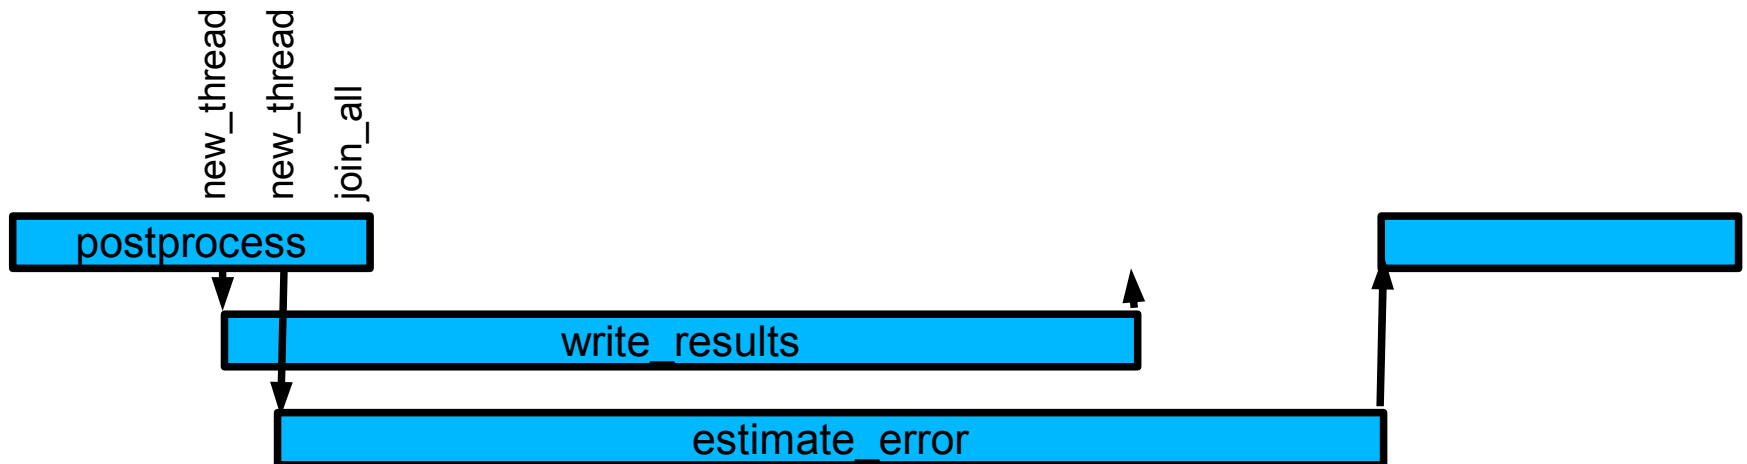 new_thread
new_thread
join_all
postprocess
write_results
estimate_error